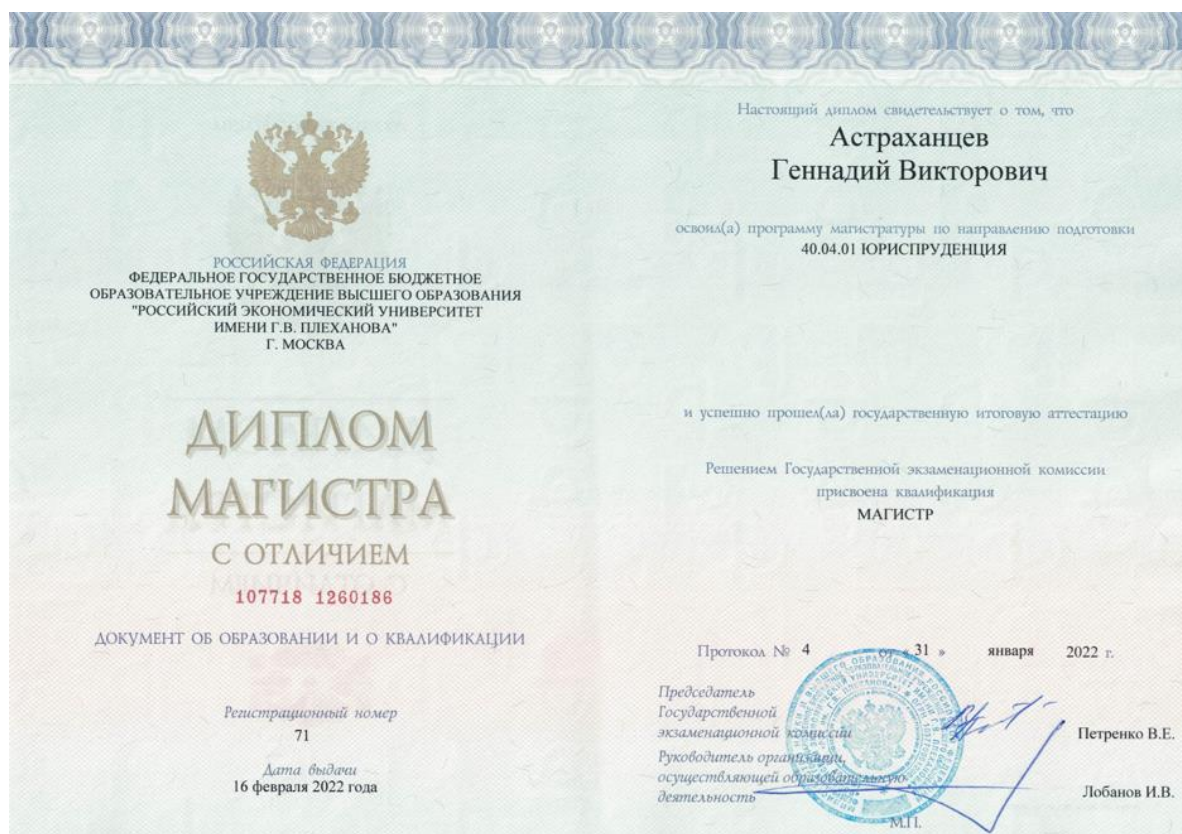 РОССИЙСКАЯ ФЕДЕРАЦИЯ
ФЕДЕРАЛЬНОЕ ГОСУДАРСТВЕННОЕ БЮДЖЕТНОЕ
ОБРАЗОВАТЕЛЬНОЕ УЧРЕЖДЕНИЕ ВЫСШЕГО ОБРАЗОВАНИЯ
"РОССИЙСКИЙ ЭКОНОМИЧЕСКИЙ УНИВЕРСИТЕТ
ИМЕНИ Г.В. ПЛЕХАНОВА"
Г. МОСКВА
ДИПЛОМ
МАГИСТРА
С ОТЛИЧИЕМ
107718 1260186
ДОКУМЕНТ ОБ ОБРАЗОВАНИИ И О КВАЛИФИКАЦИИ
Регистрационный номер
71
Дата выдачи
16 февраля 2022 года
Настоящий диплом свидетельствует о том, что
Астраханцев
Геннадий Викторович
освоил(а) программу магистратуры по направлению подготовки
40.04.01 ЮРИСПРУДЕНЦИЯ
и успешно прошел(ла) государственную итоговую аттестацию
Решением Государственной экзаменационной комиссии
присвоена квалификация
МАГИСТР
Протокол № 4 от « 31 » января 2022 г.
Председатель
Государственной
экзаменационной комиссии
Петренко В.Е.
Руководитель организации,
осуществляющей образовательную
деятельность
Лобанов И.В.
М.П.